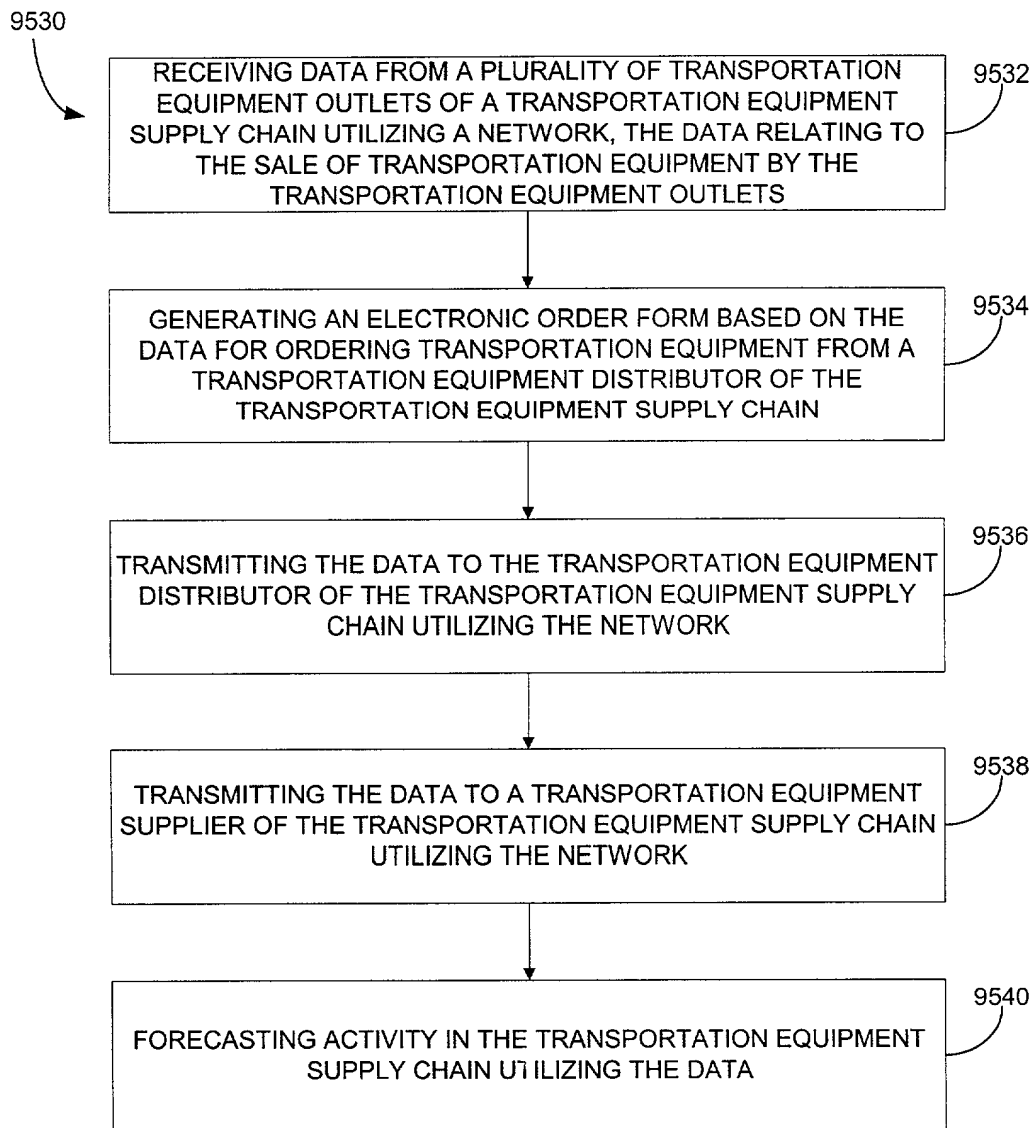 9530
RECEIVING DATA FROM A PLURALITY OF TRANSPORTATION
EQUIPMENT OUTLETS OF A TRANSPORTATION EQUIPMENT
SUPPLY CHAIN UTILIZING A NETWORK, THE DATA RELATING TO
THE SALE OF TRANSPORTATION EQUIPMENT BY THE
TRANSPORTATION EQUIPMENT OUTLETS
9532
GENERATING AN ELECTRONIC ORDER FORM BASED ON THE
DATA FOR ORDERING TRANSPORTATION EQUIPMENT FROM A
TRANSPORTATION EQUIPMENT DISTRIBUTOR OF THE
TRANSPORTATION EQUIPMENT SUPPLY CHAIN
9534
TRANSMITTING THE DATA TO THE TRANSPORTATION EQUIPMENT
DISTRIBUTOR OF THE TRANSPORTATION EQUIPMENT SUPPLY
CHAIN UTILIZING THE NETWORK
9536
TRANSMITTING THE DATA TO A TRANSPORTATION EQUIPMENT
SUPPLIER OF THE TRANSPORTATION EQUIPMENT SUPPLY CHAIN
UTILIZING THE NETWORK
9538
FORECASTING ACTIVITY IN THE TRANSPORTATION EQUIPMENT
SUPPLY CHAIN UTILIZING THE DATA
9540